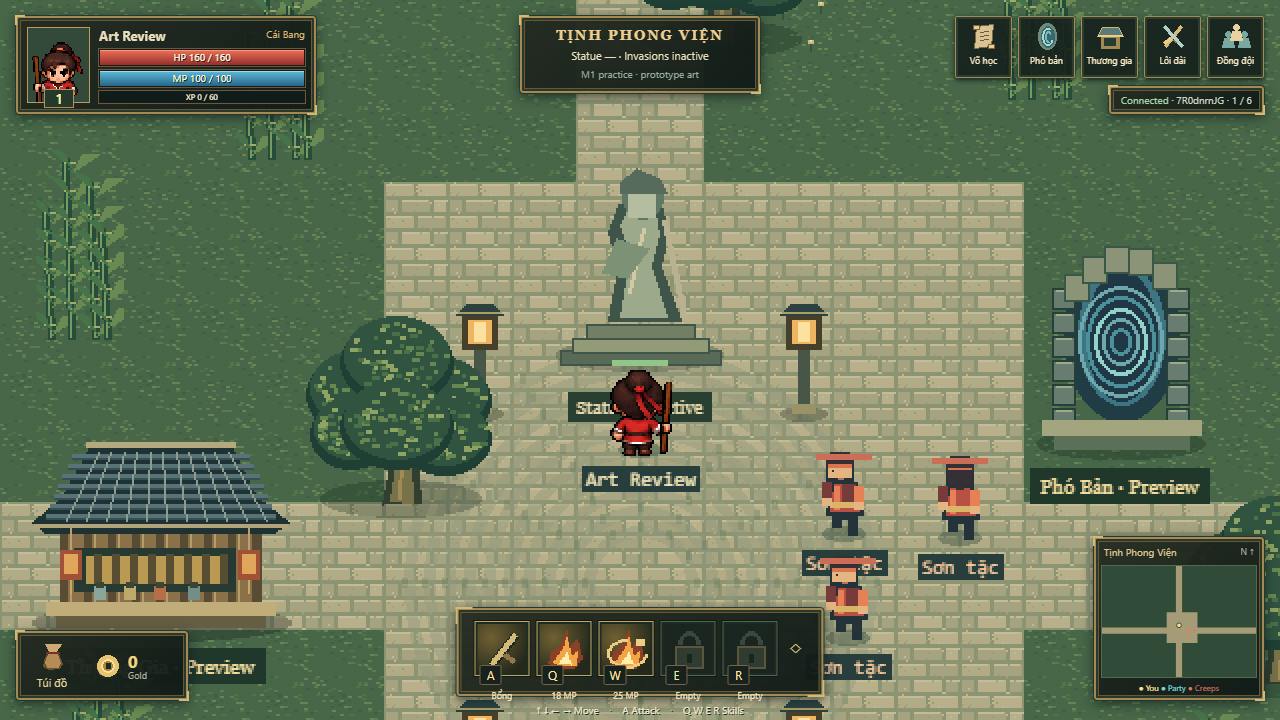 Art Review
Cái Bang
HP 160 / 160
MP 100 / 100
XP 0 / 60
1
TỊNH PHONG VIỆN
Statue — · Invasions inactive
M1 practice · prototype art
Võ học
Phó bản
Thương gia
Lôi đài
Đồng đội
Connected · 7R0dnmJG · 1 / 6
Art Review
Phó Bản · Preview
Sơn tặc
Sơn tặc
Preview
Túi đồ
0
Gold
A
Q
W
E
R
Bổng
18 MP
25 MP
Empty
Empty
↑↓←→ Move · A Attack · Q W E R Skills
Tịnh Phong Viện
N ↑
● You ● Party ● Creeps